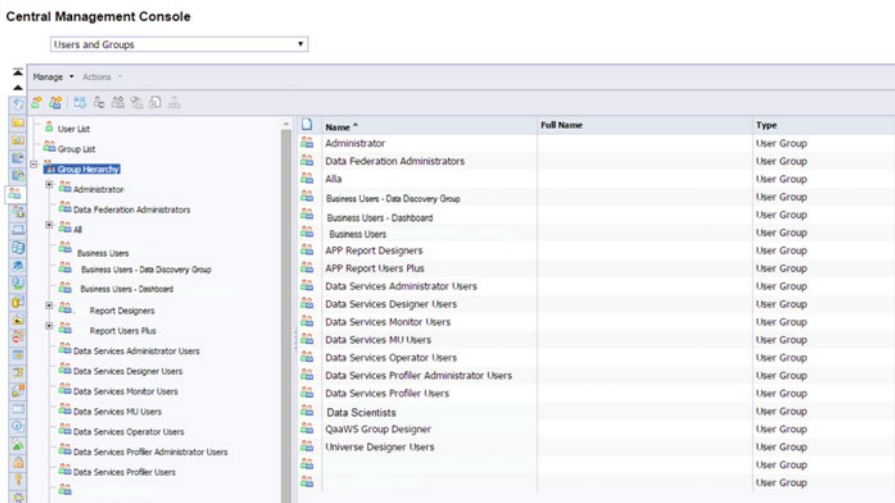 Central Management Console
Users and Groups
Manage Actions
User List
Group List
Group Hierarchy
Administrator
Data Federation Administrators
All
Business Users
Business Users - Data Discovery Group
Business Users - Dashboard
Report Designers
Report Users Plus
Data Services Administrator Users
Data Services Designer Users
Data Services Monitor Users
Data Services MU Users
Data Services Operator Users
Data Services Profiler Administrator Users
Data Services Profiler Users
Name Full Name Type
Administrator User Group
Data Federation Administrators User Group
Alla User Group
Business Users - Data Discovery Group User Group
Business Users - Dashboard User Group
Business Users User Group
APP Report Designers User Group
APP Report Users Plus User Group
Data Services Administrator Users User Group
Data Services Designer Users User Group
Data Services Monitor Users User Group
Data Services MU Users User Group
Data Services Operator Users User Group
Data Services Profiler Administrator Users User Group
Data Services Profiler Users User Group
Data Scientists User Group
QaaWS Group Designer User Group
Universe Designer Users User Group
User Group
User Group